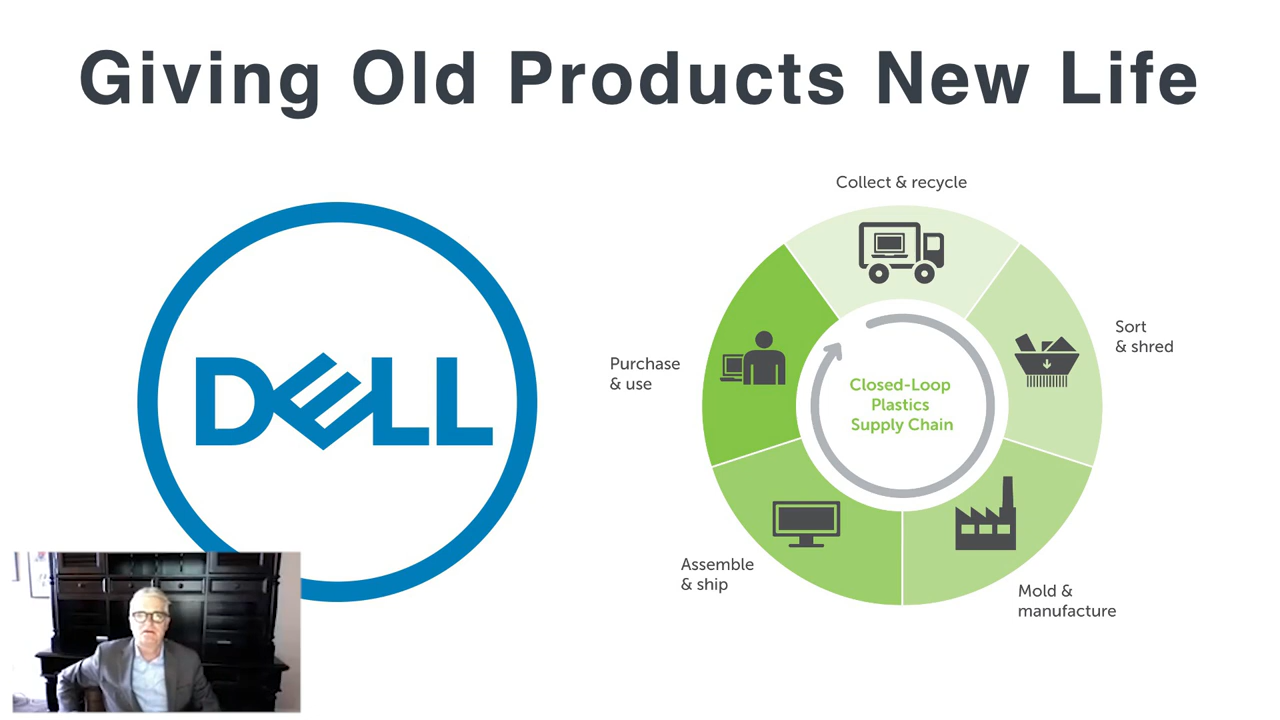 Giving Old Products New Life
DELL
Collect & recycle
Sort
& shred
Mold &
manufacture
Assemble
& ship
Purchase
& use
Closed-Loop
Plastics
Supply Chain